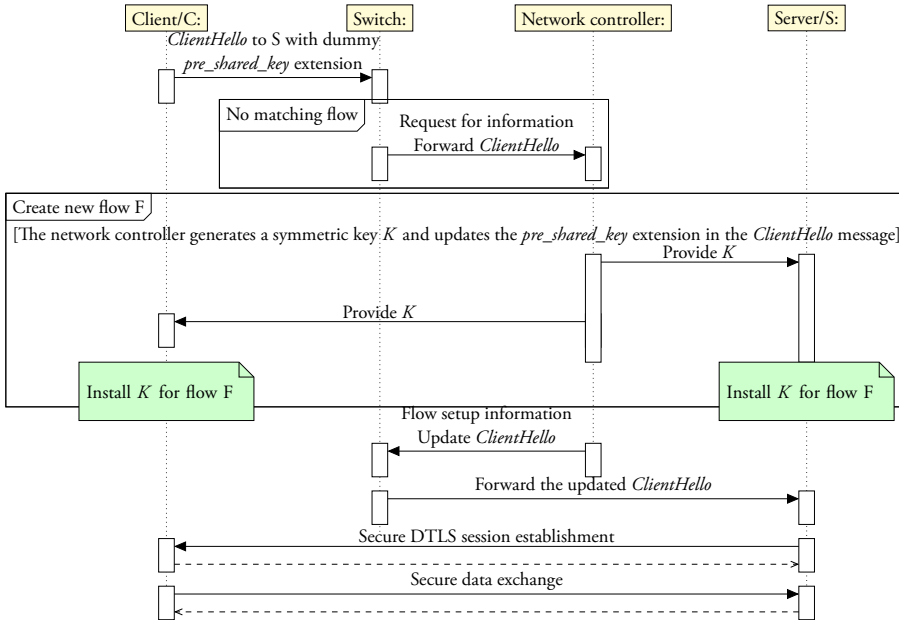 Client/C:
Switch:
Network controller:
Server/S:
ClientHello to S with dummy
pre_shared_key extension
No matching flow
Request for information
Forward ClientHello
Create new flow F
[The network controller generates a symmetric key K and updates the pre_shared_key extension in the ClientHello message]
Provide K
Provide K
Install K for flow F
Install K for flow F
Flow setup information
Update ClientHello
Forward the updated ClientHello
Secure DTLS session establishment
Secure data exchange